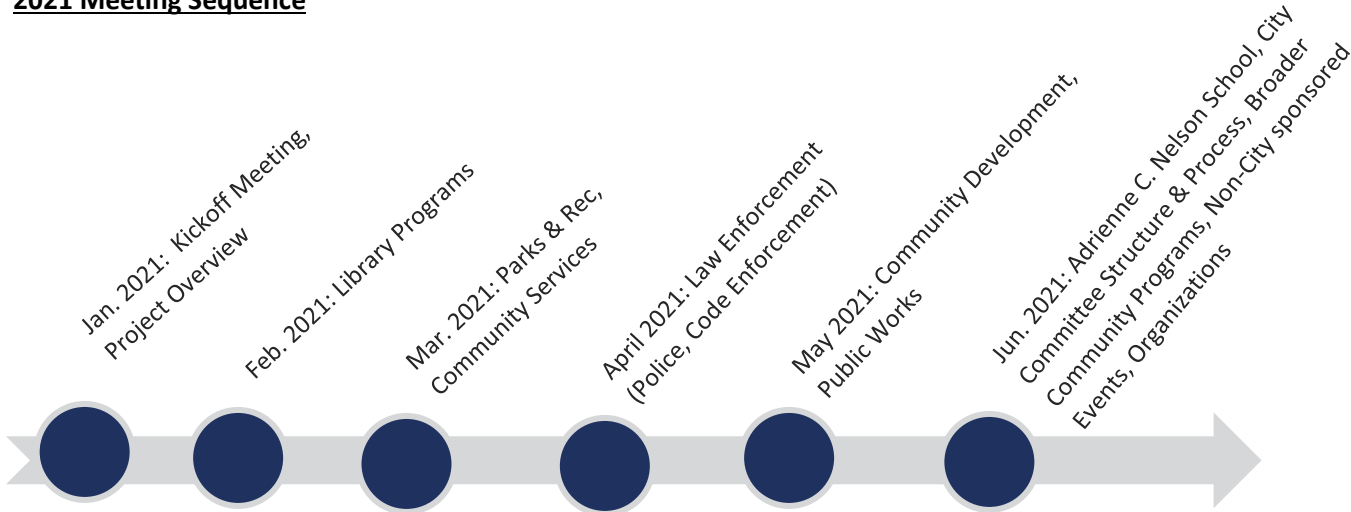 2021 Meeting Sequence
Jan. 2021: Kickoff Meeting,
Project Overview
Feb. 2021: Library Programs
Mar. 2021: Parks & Rec,
Community Services
April 2021: Law Enforcement
(Police, Code Enforcement)
May 2021: Community Development,
Public Works
Jun. 2021: Adrienne C. Nelson School, City
Committee Structure & Process, Broader
Community Programs, Non-City sponsored
Events, Organizations